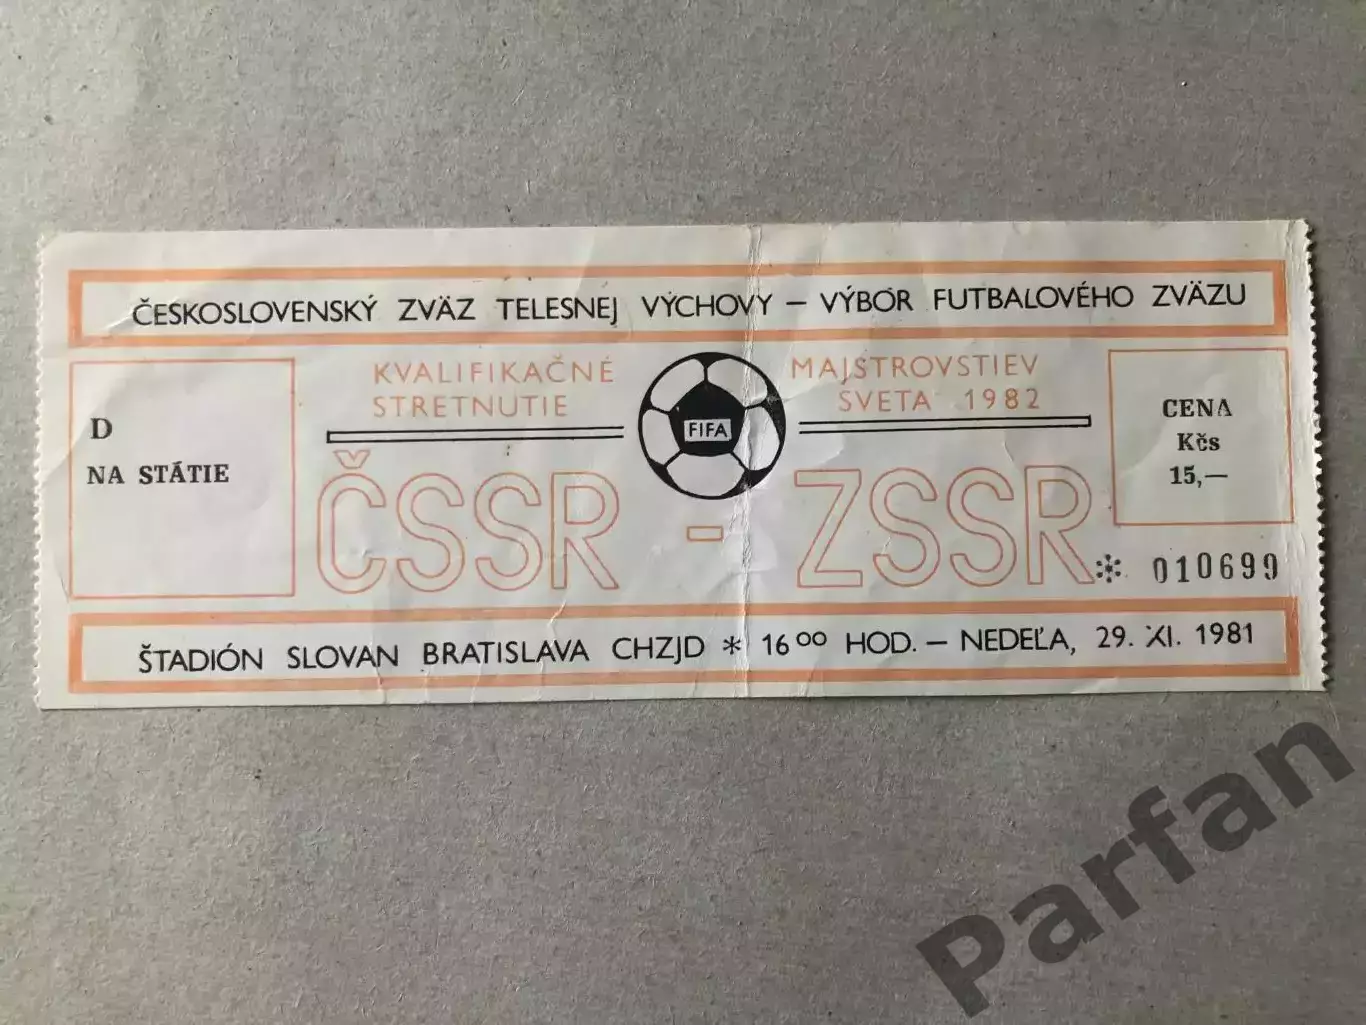 ČESKOSLOVENSKÝ ZVÄZ TELESNEJ VÝCHOVY – VÝBOR FUTBALOVÉHO ZVÄZU
D
NA STÁTIE
KVALIFIKAČNÉ
STRETNUTIE
FIFA
MAJSTROVSTIEV
SVETA 1982
ČSSR - ZSSR
CENA
Kčs
15,—
* 010699
ŠTADIÓN SLOVAN BRATISLAVA CHZJD * 16⁰⁰ HOD. – NEDEĽA, 29. XI. 1981
Parfan